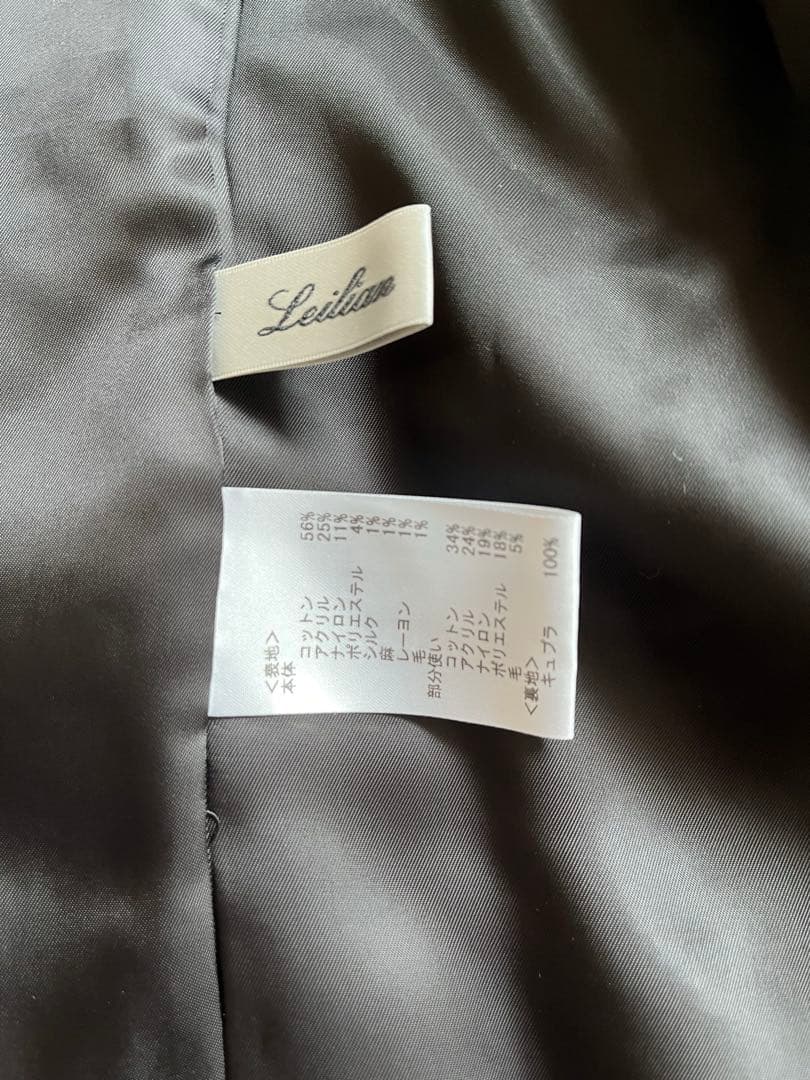 Leilian
<表地>
本体
コットン 56%
アクリル 25%
ナイロン 11%
ポリエステル 4%
シルク 1%
麻 1%
レーヨン 1%
毛 1%
部分使い
コットン 34%
アクリル 24%
ナイロン 19%
ポリエステル 18%
毛 5%
<裏地>
キュプラ 100%